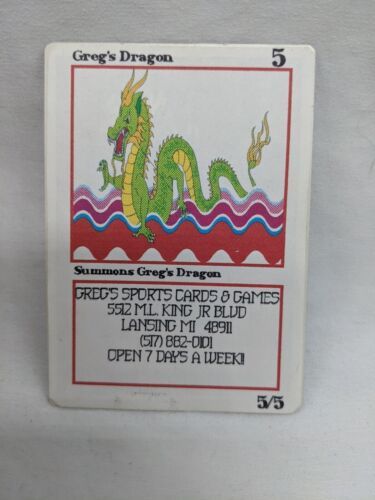 Greg's Dragon 5
Summons Greg's Dragon
GREG'S SPORTS CARDS & GAMES
5512 M.L. KING JR BLVD
LANSING MI 48911
(517) 882-0101
OPEN 7 DAYS A WEEK!!
5/5